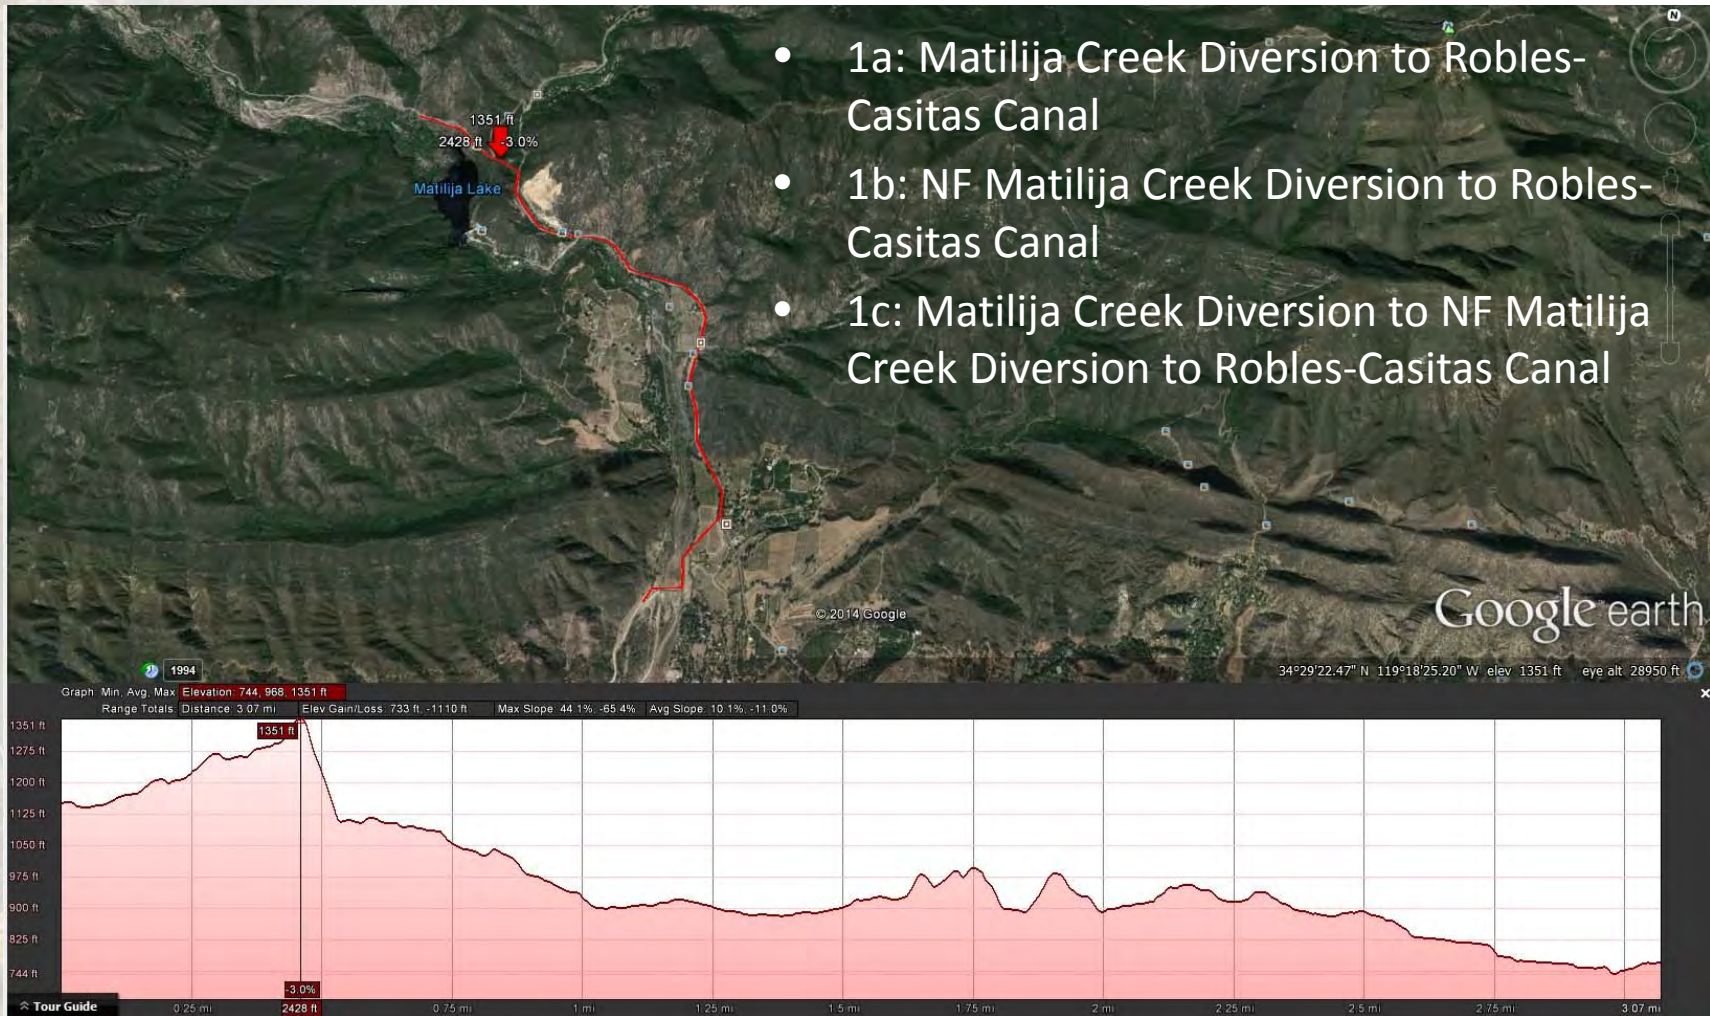 • 1a: Matilija Creek Diversion to Robles-
Casitas Canal
• 1b: NF Matilija Creek Diversion to Robles-
Casitas Canal
• 1c: Matilija Creek Diversion to NF Matilija
Creek Diversion to Robles-Casitas Canal
N
1351 ft
2428 ft -3.0%
Matilija Lake
© 2014 Google
Google earth
1994
34°29'22.47" N 119°18'25.20" W elev 1351 ft eye alt 28950 ft
Graph: Min, Avg, Max Elevation: 744, 968, 1351 ft
Range Totals: Distance: 3.07 mi Elev Gain/Loss: 733 ft, -1110 ft Max Slope: 44.1%, -65.4% Avg Slope: 10.1%, -11.0%
1351 ft
1351 ft
1275 ft
1200 ft
1125 ft
1050 ft
975 ft
900 ft
825 ft
744 ft
-3.0%
Tour Guide
0.25 mi 2428 ft 0.75 mi 1 mi 1.25 mi 1.5 mi 1.75 mi 2 mi 2.25 mi 2.5 mi 2.75 mi 3.07 mi